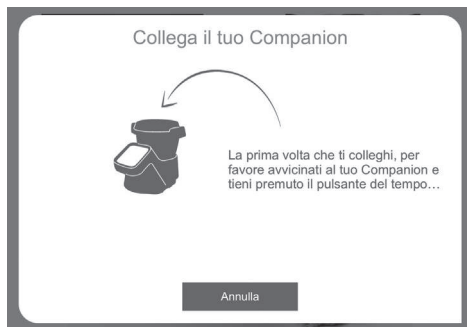 Collega il tuo Companion
La prima volta che ti colleghi, per
favore avvicinati al tuo Companion e
tieni premuto il pulsante del tempo…
Annulla